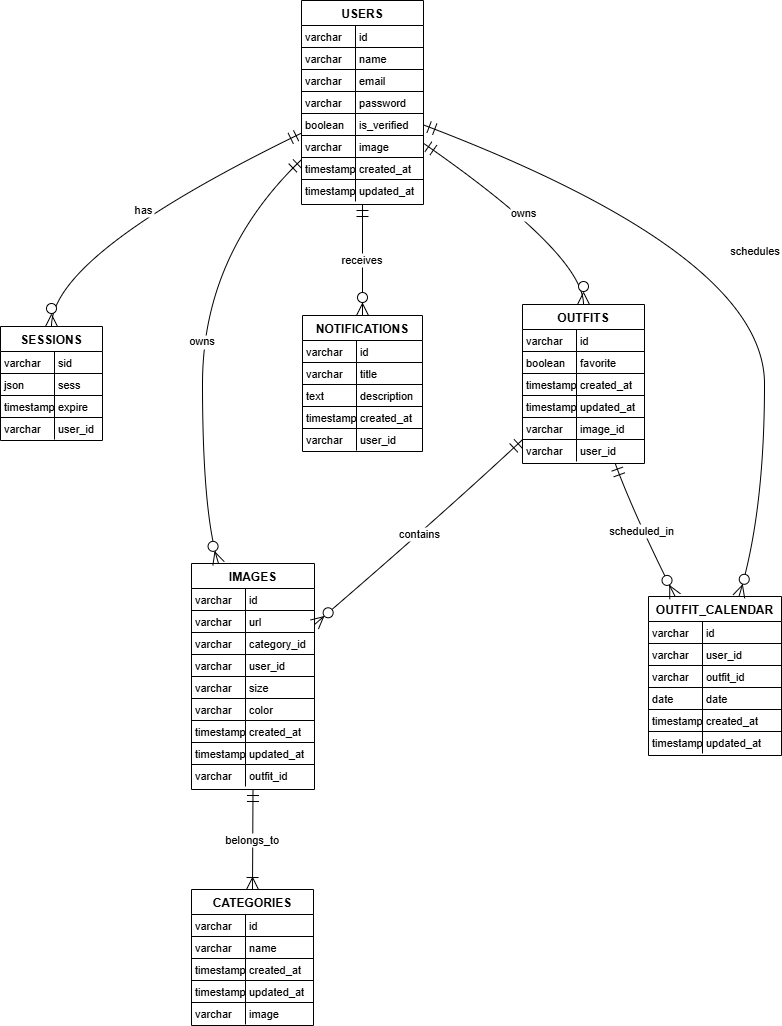 USERS
varchar id
varchar name
varchar email
varchar password
boolean is_verified
varchar image
timestamp created_at
timestamp updated_at
has
owns
receives
owns
schedules
SESSIONS
varchar sid
json sess
timestamp expire
varchar user_id
NOTIFICATIONS
varchar id
varchar title
text description
timestamp created_at
varchar user_id
OUTFITS
varchar id
boolean favorite
timestamp created_at
timestamp updated_at
varchar image_id
varchar user_id
contains
scheduled_in
IMAGES
varchar id
varchar url
varchar category_id
varchar user_id
varchar size
varchar color
timestamp created_at
timestamp updated_at
varchar outfit_id
OUTFIT_CALENDAR
varchar id
varchar user_id
varchar outfit_id
date date
timestamp created_at
timestamp updated_at
belongs_to
CATEGORIES
varchar id
varchar name
timestamp created_at
timestamp updated_at
varchar image